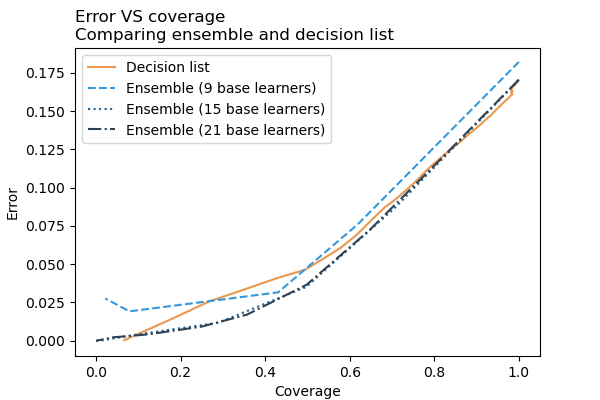 Error VS coverage
Comparing ensemble and decision list
Decision list
Ensemble (9 base learners)
Ensemble (15 base learners)
Ensemble (21 base learners)
0.175
0.150
0.125
0.100
0.075
0.050
0.025
0.000
Error
0.0 0.2 0.4 0.6 0.8 1.0
Coverage